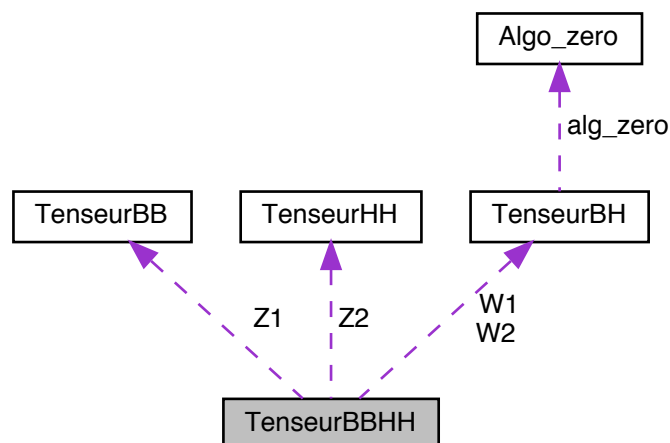 Algo_zero
alg_zero
TenseurBB
TenseurHH
TenseurBH
Z1
Z2
W1
W2
TenseurBBHH